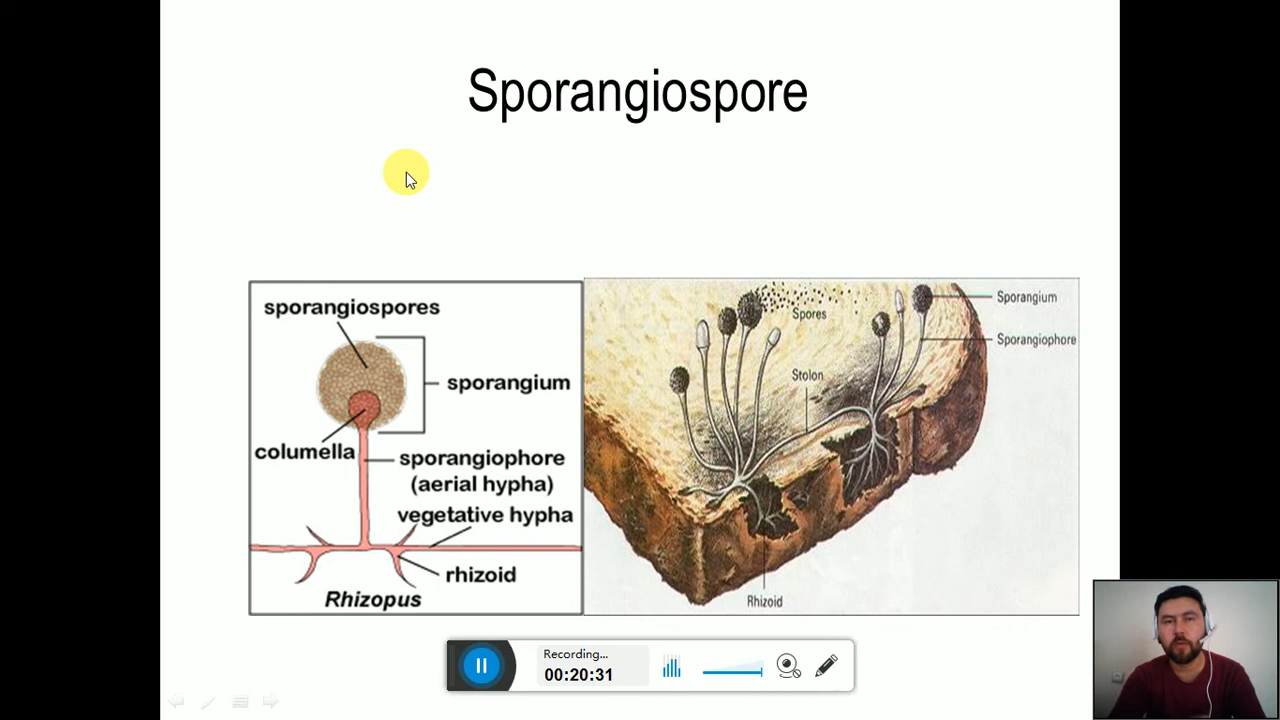 Sporangiospore
sporangiospores
sporangium
columella
sporangiophore
(aerial hypha)
vegetative hypha
rhizoid
Rhizopus
Spores
Sporangium
Sporangiophore
Stolon
Rhizoid
Recording...
00:20:31